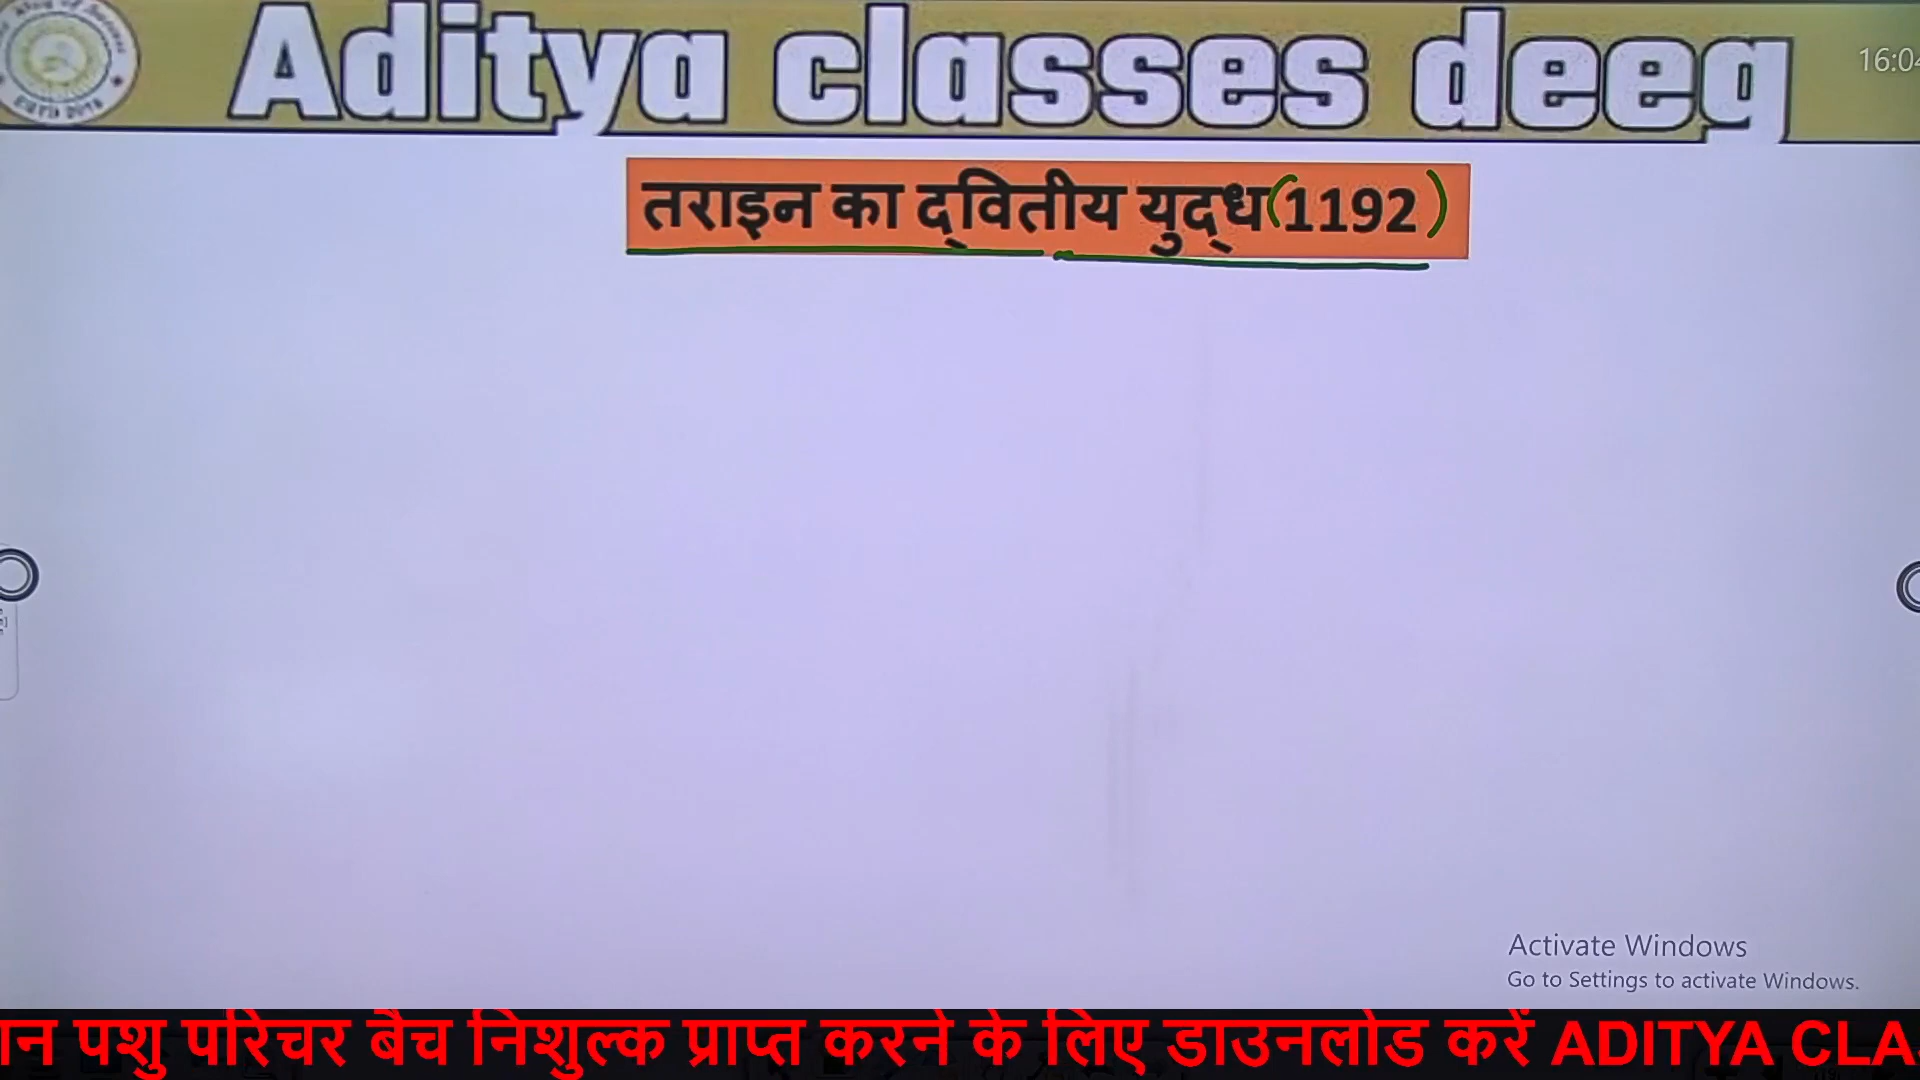 Aditya classes deeg
16:04
तराइन का द्वितीय युद्ध(1192)
Activate Windows
Go to Settings to activate Windows.
पशु परिचर बैच निशुल्क प्राप्त करने के लिए डाउनलोड करें ADITYA CLA